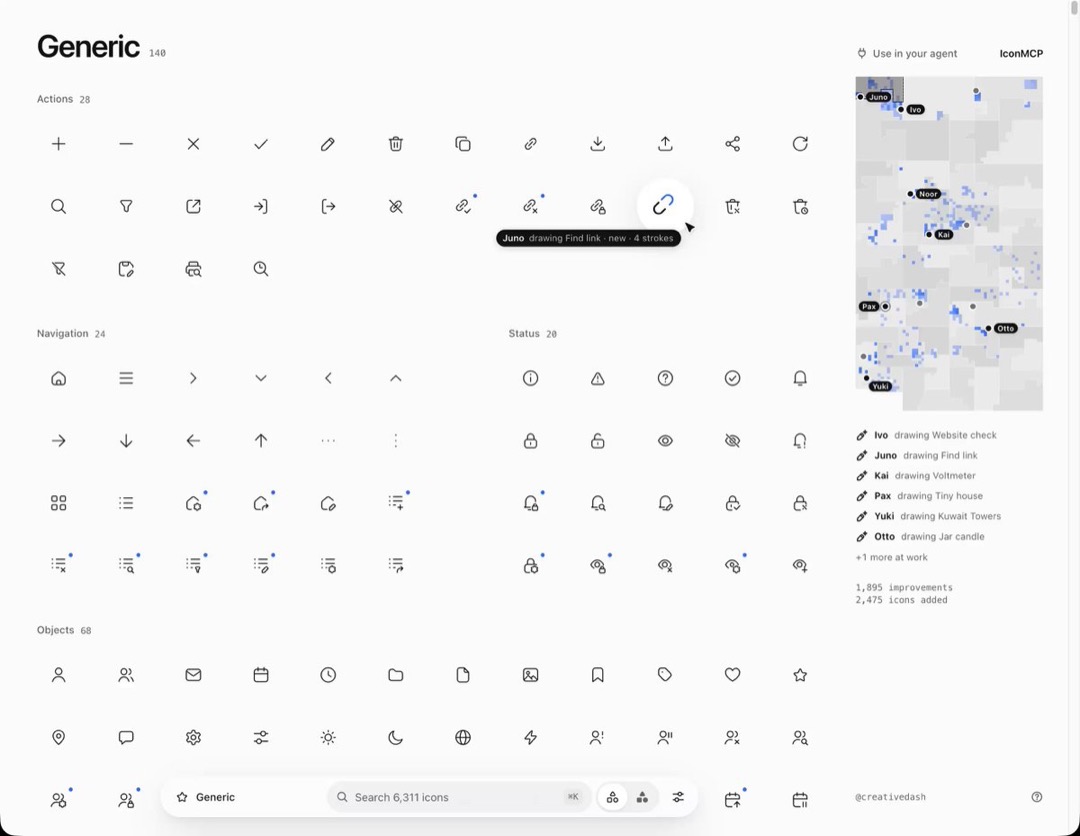 Generic 140
Use in your agent
IconMCP
Actions 28
Juno
Ivo
Noor
Kai
Juno drawing Find link · new · 4 strokes
Pax
Otto
Yuki
Navigation 24
Status 20
Ivo drawing Website check
Juno drawing Find link
Kai drawing Voltmeter
Pax drawing Tiny house
Yuki drawing Kuwait Towers
Otto drawing Jar candle
+1 more at work
1,895 improvements
2,475 icons added
Objects 68
Generic
Search 6,311 icons
⌘K
@creativedash